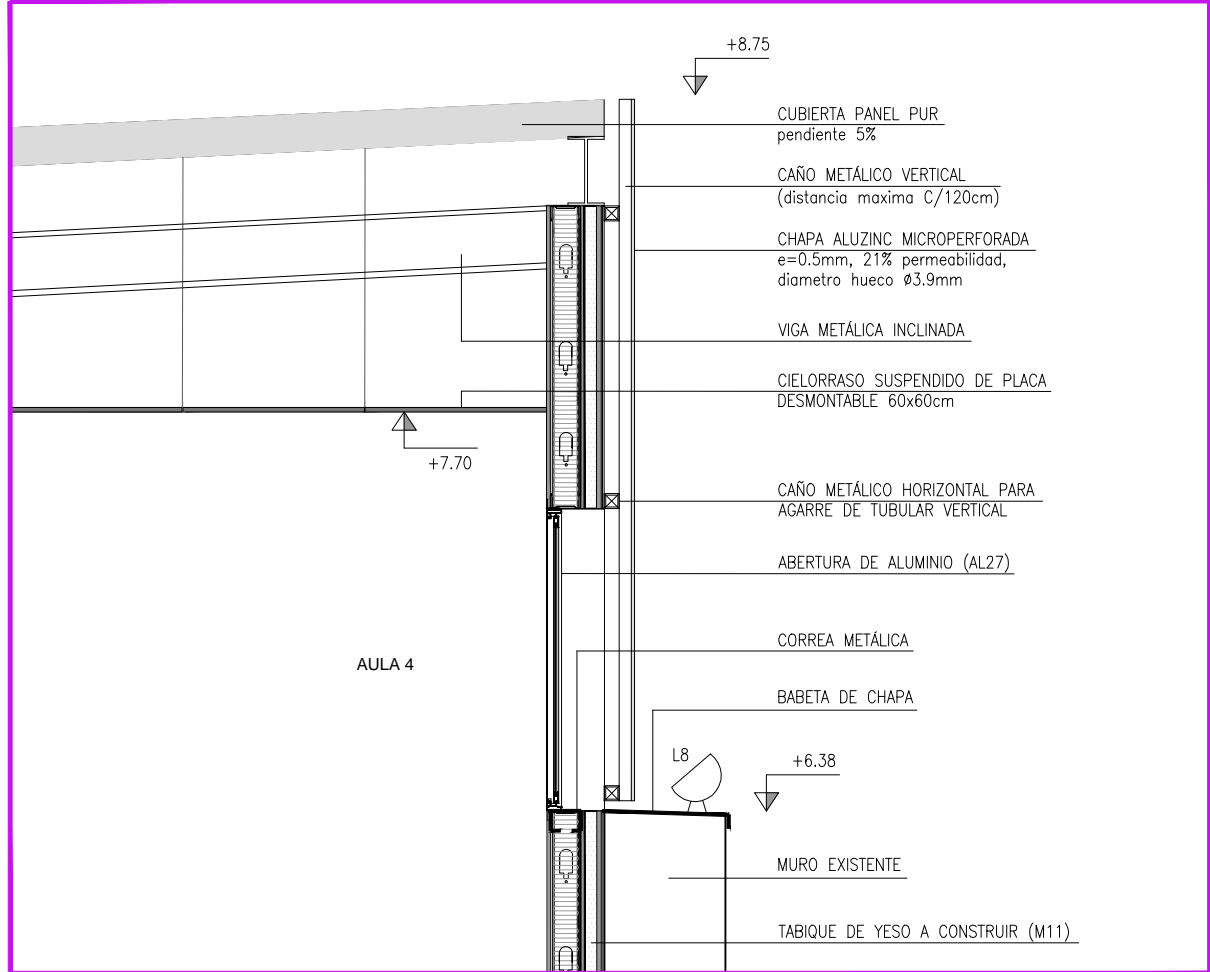 +8.75
CUBIERTA PANEL PUR
pendiente 5%
CAÑO METÁLICO VERTICAL
(distancia maxima C/120cm)
CHAPA ALUZINC MICROPERFORADA
e=0.5mm, 21% permeabilidad,
diametro hueco ø3.9mm
VIGA METÁLICA INCLINADA
CIELORRASO SUSPENDIDO DE PLACA
DESMONTABLE 60x60cm
+7.70
CAÑO METÁLICO HORIZONTAL PARA
AGARRE DE TUBULAR VERTICAL
ABERTURA DE ALUMINIO (AL27)
CORREA METÁLICA
AULA 4
BABETA DE CHAPA
L8
+6.38
MURO EXISTENTE
TABIQUE DE YESO A CONSTRUIR (M11)